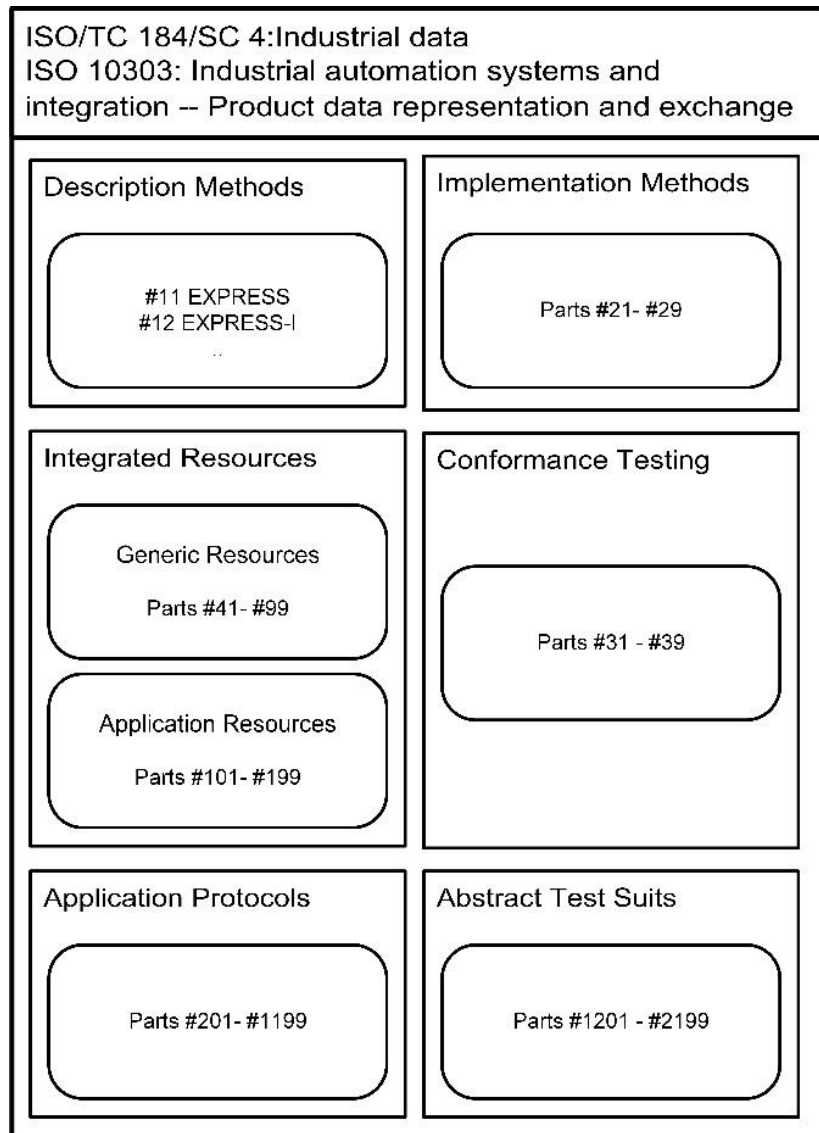 ISO/TC 184/SC 4:Industrial data
ISO 10303: Industrial automation systems and
integration -- Product data representation and exchange
Description Methods
#11 EXPRESS
#12 EXPRESS-I
..
Implementation Methods
Parts #21- #29
Integrated Resources
Generic Resources
Parts #41- #99
Application Resources
Parts #101- #199
Conformance Testing
Parts #31 - #39
Application Protocols
Parts #201- #1199
Abstract Test Suits
Parts #1201 - #2199